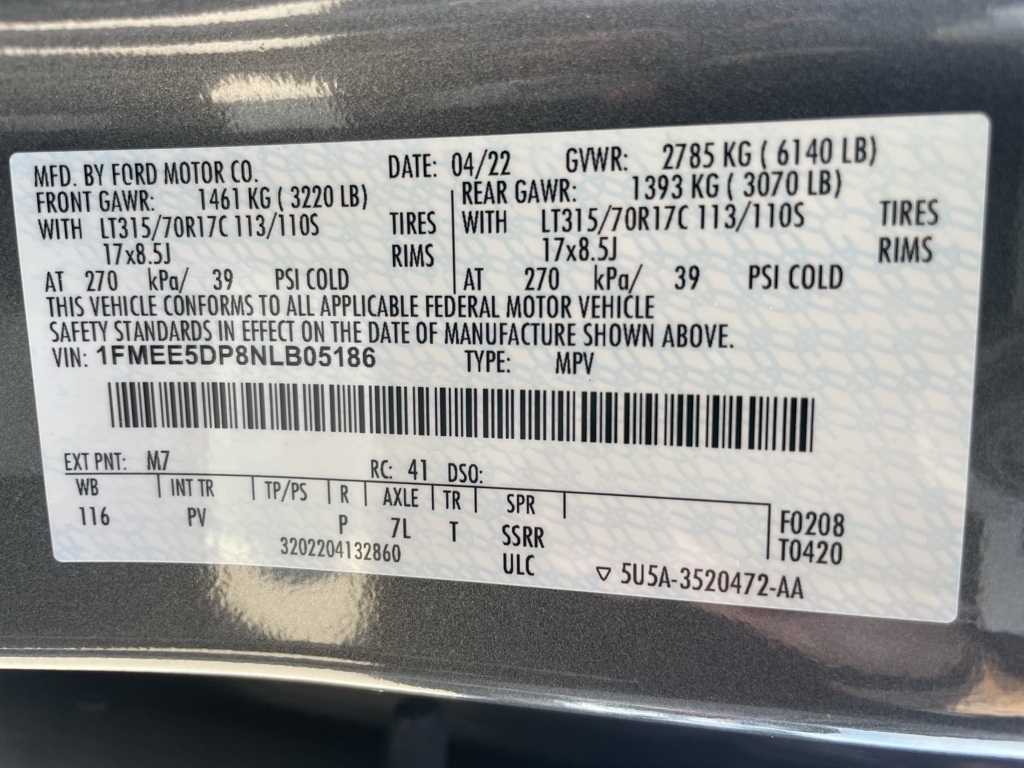 MFD. BY FORD MOTOR CO. DATE: 04/22 GVWR: 2785 KG ( 6140 LB)
FRONT GAWR: 1461 KG ( 3220 LB) REAR GAWR: 1393 KG ( 3070 LB)
WITH LT315/70R17C 113/110S TIRES WITH LT315/70R17C 113/110S TIRES
17x8.5J RIMS 17x8.5J RIMS
AT 270 kPa/ 39 PSI COLD AT 270 kPa/ 39 PSI COLD
THIS VEHICLE CONFORMS TO ALL APPLICABLE FEDERAL MOTOR VEHICLE
SAFETY STANDARDS IN EFFECT ON THE DATE OF MANUFACTURE SHOWN ABOVE.
VIN: 1FMEE5DP8NLB05186 TYPE: MPV
EXT PNT: M7 RC: 41 DSO:
WB INT TR TP/PS R AXLE TR SPR
116 PV P 7L T SSRR F0208
3202204132860 ULC T0420
▽ 5U5A-3520472-AA